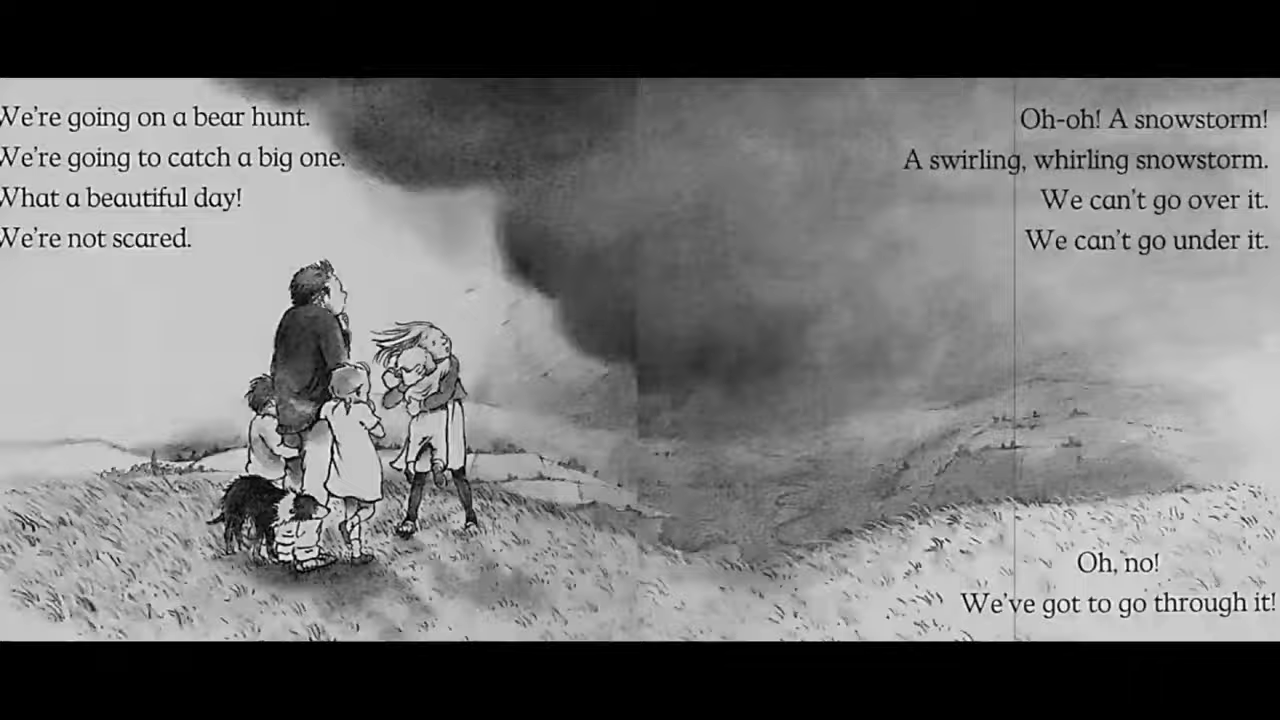 We're going on a bear hunt.
We're going to catch a big one.
What a beautiful day!
We're not scared.
Oh-oh! A snowstorm!
A swirling, whirling snowstorm.
We can't go over it.
We can't go under it.
Oh, no!
We've got to go through it!